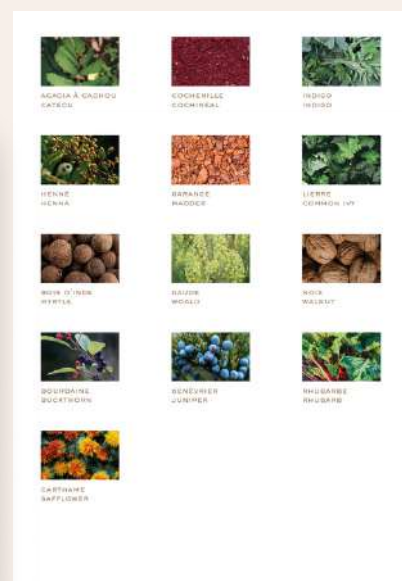 ACACIA À CACHOU
CATECU
COCHENILLE
COCHINEAL
INDIGO
INDIGO
HENNÉ
HENNA
GARANCE
MADDER
LIERRE
COMMON IVY
BOIS D'INDE
MYRTLE
GAUDE
WOALD
NOIX
WALNUT
BOURDAINE
BUCKTHORN
GENÉVRIER
JUNIPER
RHUBARBE
RHUBARB
CARTHAME
SAFFLOWER